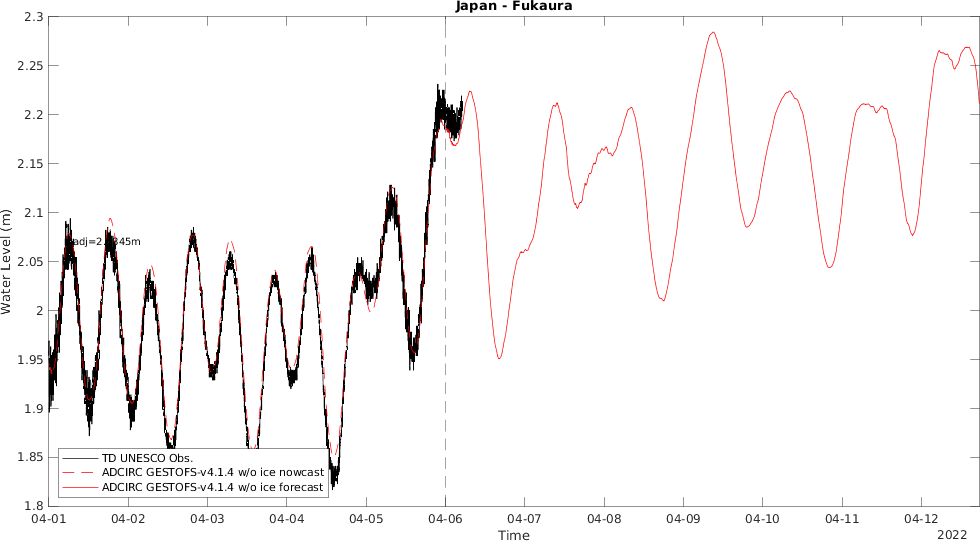 Japan - Fukaura
2.3
2.25
2.2
2.15
2.1
2.05
2
1.95
1.9
1.85
1.8
Water Level (m)
TD UNESCO Obs.
ADCIRC GESTOFS-v4.1.4 w/o ice nowcast
ADCIRC GESTOFS-v4.1.4 w/o ice forecast
04-01 04-02 04-03 04-04 04-05 04-06 04-07 04-08 04-09 04-10 04-11 04-12
Time
2022